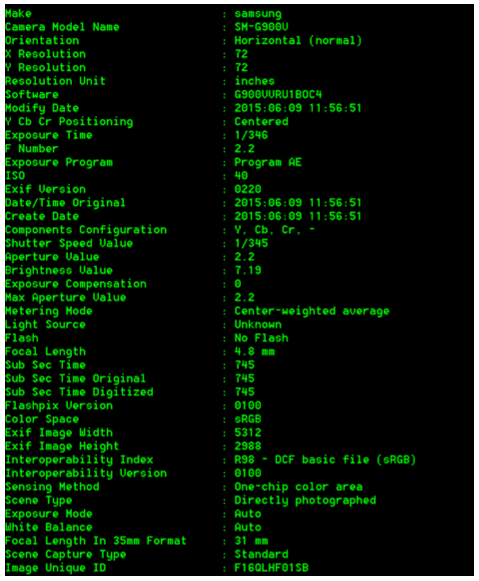 Make : samsung
Camera Model Name : SM-G900V
Orientation : Horizontal (normal)
X Resolution : 72
Y Resolution : 72
Resolution Unit : inches
Software : G900VVRU1BOC4
Modify Date : 2015:06:09 11:56:51
Y Cb Cr Positioning : Centered
Exposure Time : 1/346
F Number : 2.2
Exposure Program : Program AE
ISO : 40
Exif Version : 0220
Date/Time Original : 2015:06:09 11:56:51
Create Date : 2015:06:09 11:56:51
Components Configuration : Y, Cb, Cr, -
Shutter Speed Value : 1/345
Aperture Value : 2.2
Brightness Value : 7.19
Exposure Compensation : 0
Max Aperture Value : 2.2
Metering Mode : Center-weighted average
Light Source : Unknown
Flash : No Flash
Focal Length : 4.8 mm
Sub Sec Time : 745
Sub Sec Time Original : 745
Sub Sec Time Digitized : 745
Flashpix Version : 0100
Color Space : sRGB
Exif Image Width : 5312
Exif Image Height : 2988
Interoperability Index : R98 - DCF basic file (sRGB)
Interoperability Version : 0100
Sensing Method : One-chip color area
Scene Type : Directly photographed
Exposure Mode : Auto
White Balance : Auto
Focal Length In 35mm Format : 31 mm
Scene Capture Type : Standard
Image Unique ID : F16QLHF01SB